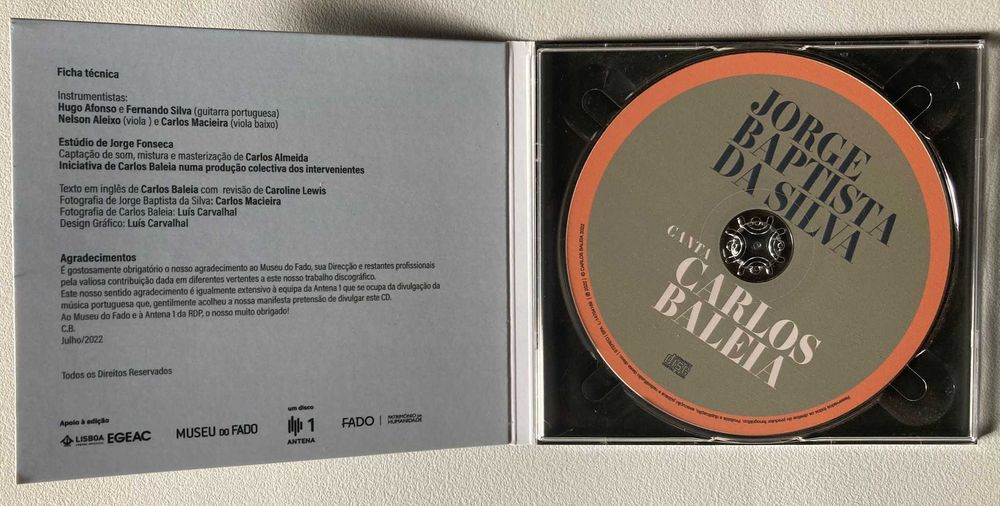 Ficha técnica
Instrumentistas:
Hugo Afonso e Fernando Silva (guitarra portuguesa)
Nelson Aleixo (viola ) e Carlos Macieira (viola baixo)
Estúdio de Jorge Fonseca
Captação de som, mistura e masterização de Carlos Almeida
Iniciativa de Carlos Baleia numa produção colectiva dos intervenientes
Texto em inglês de Carlos Baleia com revisão de Caroline Lewis
Fotografia de Jorge Baptista da Silva: Carlos Macieira
Fotografia de Carlos Baleia: Luís Carvalhal
Design Gráfico: Luís Carvalhal
Agradecimentos
É gostosamente obrigatório o nosso agradecimento ao Museu do Fado, sua Direcção e restantes profissionais
pela valiosa contribuição dada em diferentes vertentes a este nosso trabalho discográfico.
Este nosso sentido agradecimento é igualmente extensivo à equipa da Antena 1 que se ocupa da divulgação da
música portuguesa que, gentilmente acolheu a nossa manifesta pretensão de divulgar este CD.
Ao Museu do Fado e à Antena 1 da RDP, o nosso muito obrigado!
C.B.
Julho/2022
Todos os Direitos Reservados
Apoio à edição
LISBOA
EGEAC
MUSEU DO FADO
um disco
1
ANTENA
FADO
PATRIMÓNIO DA
HUMANIDADE
JORGE
BAPTISTA
DA SILVA
CANTA
CARLOS
BALEIA
© CARLOS BALEIA 2022